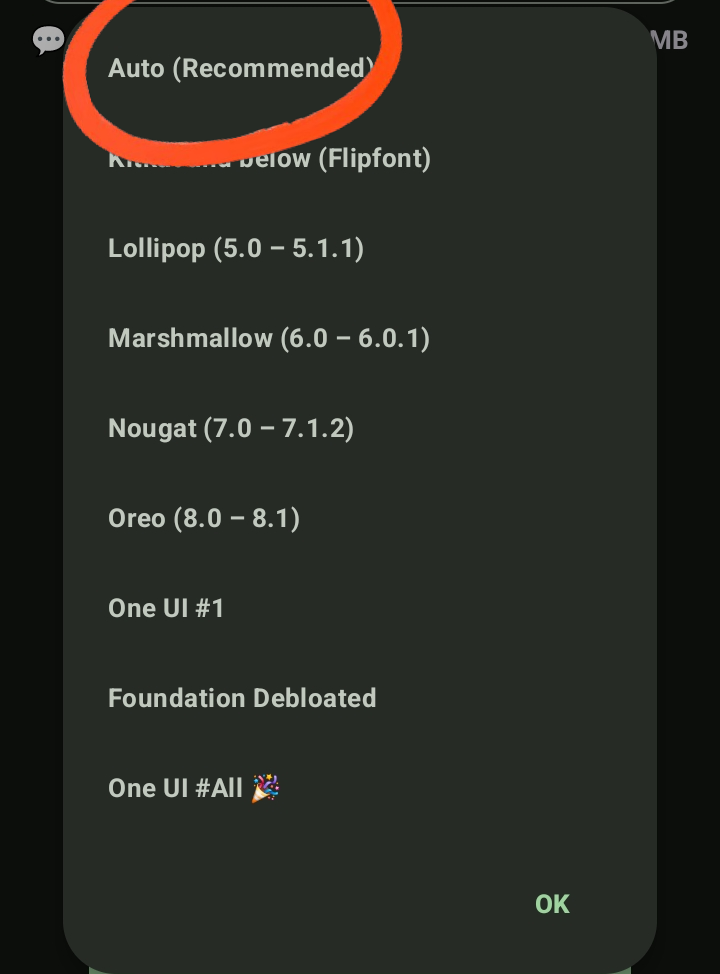 MB
Auto (Recommended)
below (Flipfont)
Lollipop (5.0 – 5.1.1)
Marshmallow (6.0 – 6.0.1)
Nougat (7.0 – 7.1.2)
Oreo (8.0 – 8.1)
One UI #1
Foundation Debloated
One UI #All 🎉
OK